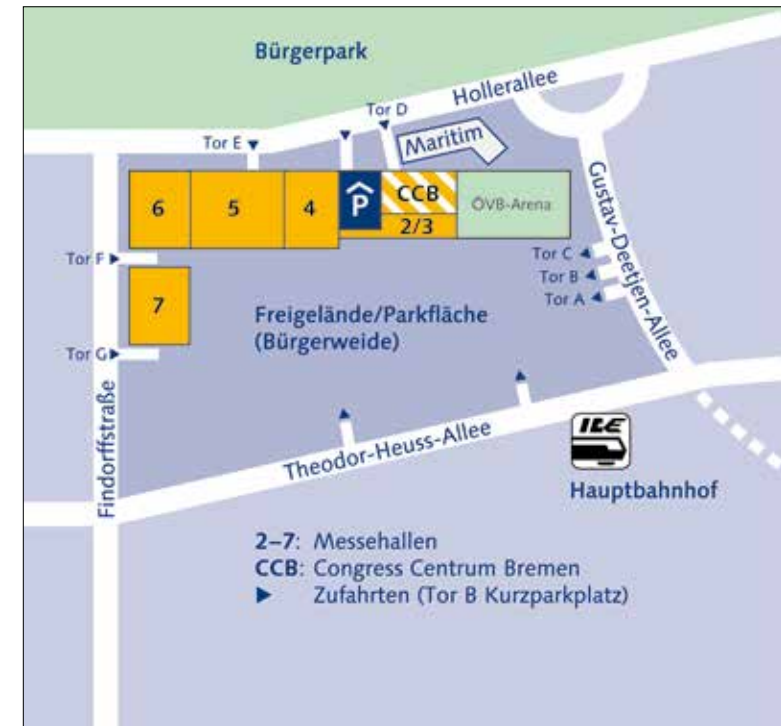 Bürgerpark
Hollerallee
Tor D
Maritim
Tor E
6
5
4
P
CCB
2/3
ÖVB-Arena
Gustav-Deetjen-Allee
Tor F
Tor C
Tor B
Tor A
7
Freigelände/Parkfläche
(Bürgerweide)
Tor G
Findorffstraße
Theodor-Heuss-Allee
ICE
Hauptbahnhof
2–7: Messehallen
CCB: Congress Centrum Bremen
Zufahrten (Tor B Kurzparkplatz)